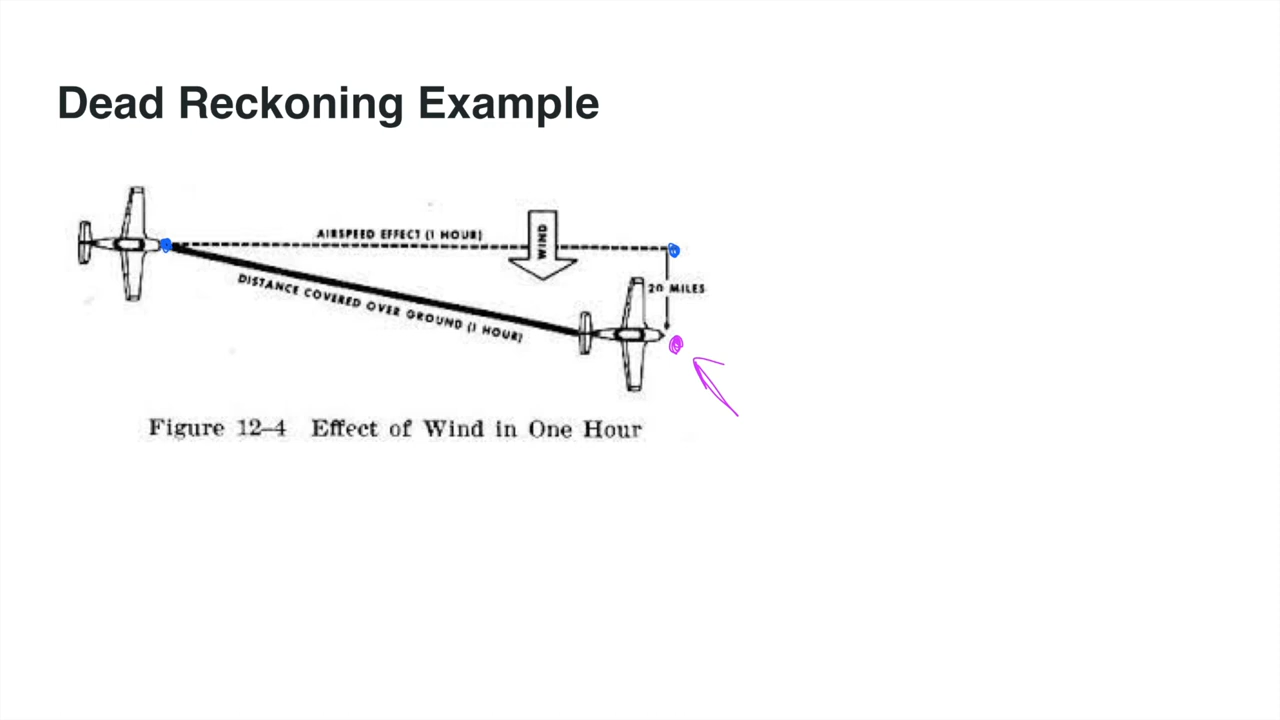 Dead Reckoning Example
AIRSPEED EFFECT (1 HOUR)
WIND
20 MILES
DISTANCE COVERED OVER GROUND (1 HOUR)
Figure 12–4 Effect of Wind in One Hour